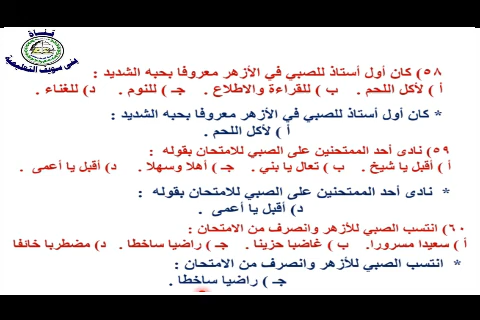 قناة
بنى سويف التعليمية
٥٨) كان أول أستاذ للصبي في الأزهر معروفا بحبه الشديد :
أ ) لأكل اللحم . ب ) للقراءة والاطلاع . جـ ) للنوم . د) للغناء .
* كان أول أستاذ للصبي في الأزهر معروفا بحبه الشديد :
أ ) لأكل اللحم .
٥٩) نادى أحد الممتحنين على الصبي للامتحان بقوله :
أ ) أقبل يا شيخ . ب ) تعال يا بني . جـ ) أهلا وسهلا . د) أقبل يا أعمى .
* نادى أحد الممتحنين على الصبي للامتحان بقوله :
د) أقبل يا أعمى .
٦٠) انتسب الصبي للأزهر وانصرف من الامتحان :
أ ) سعيدا مسرورا. ب ) غاضبا حزينا . جـ ) راضيا ساخطا . د) مضطربا خائفا
* انتسب الصبي للأزهر وانصرف من الامتحان :
جـ ) راضيا ساخطا .